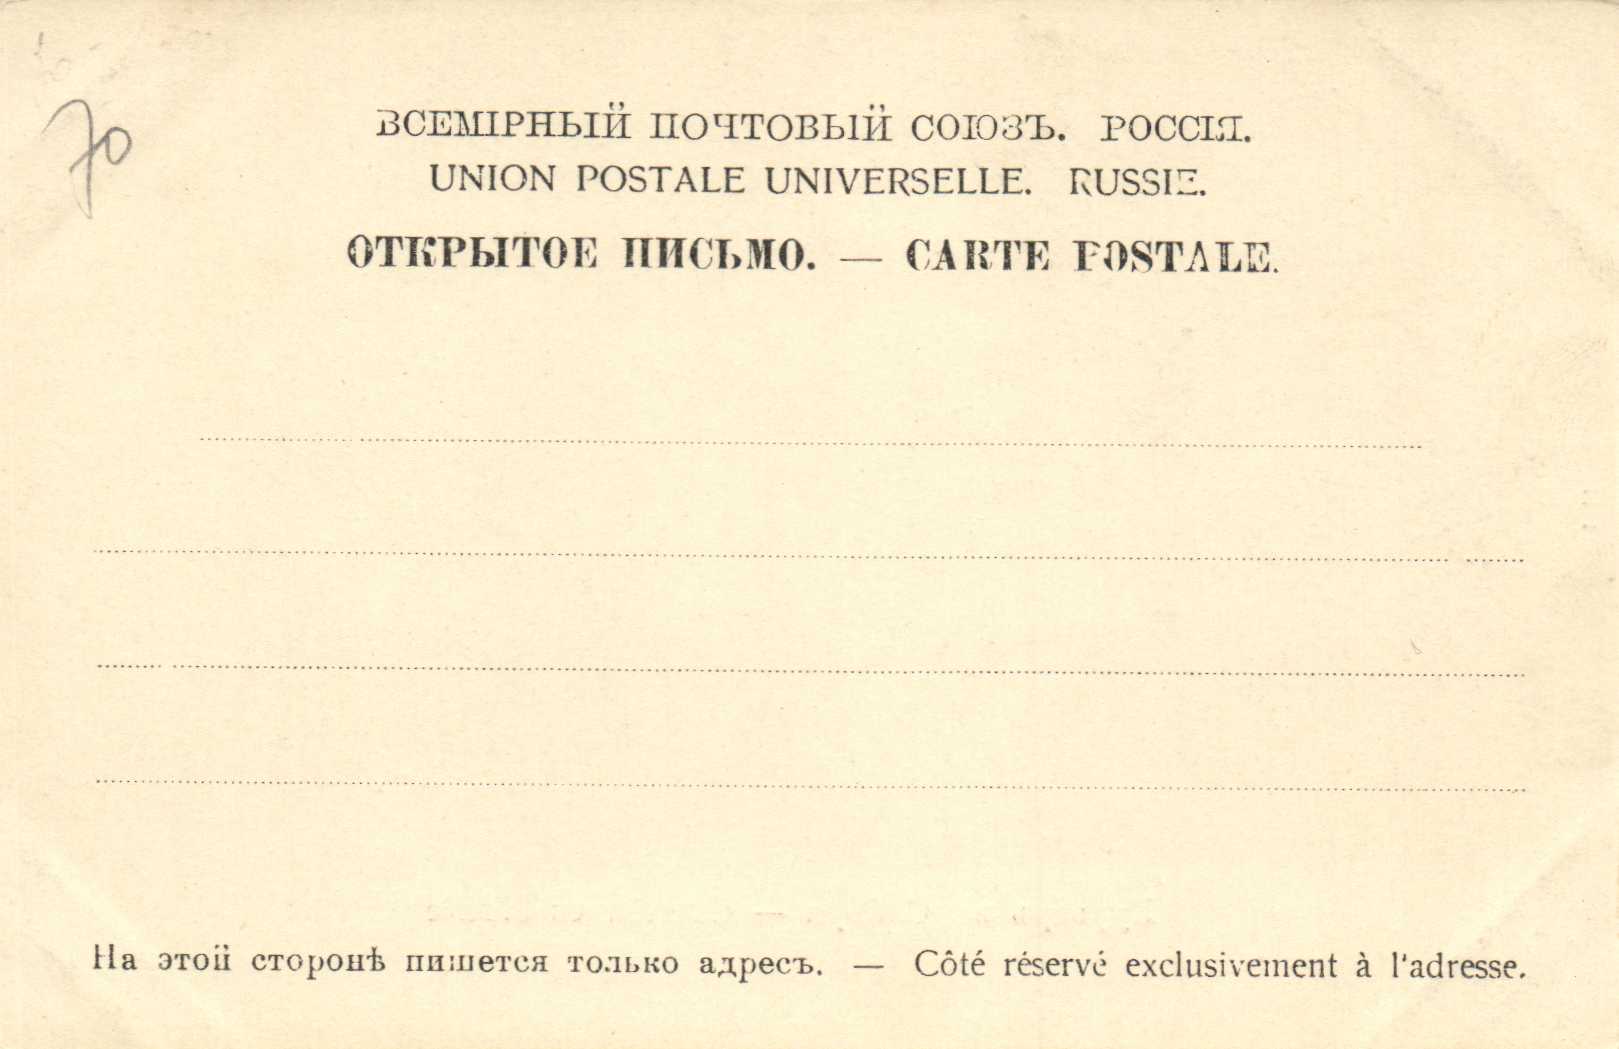 70
ВСЕМІРНЫЙ ПОЧТОВЫЙ СОЮЗЪ. РОССІЯ.
UNION POSTALE UNIVERSELLE. RUSSIE.
ОТКРЫТОЕ ПИСЬМО. — CARTE POSTALE.
На этой сторонѣ пишется только адресъ. — Côté réservé exclusivement à l'adresse.